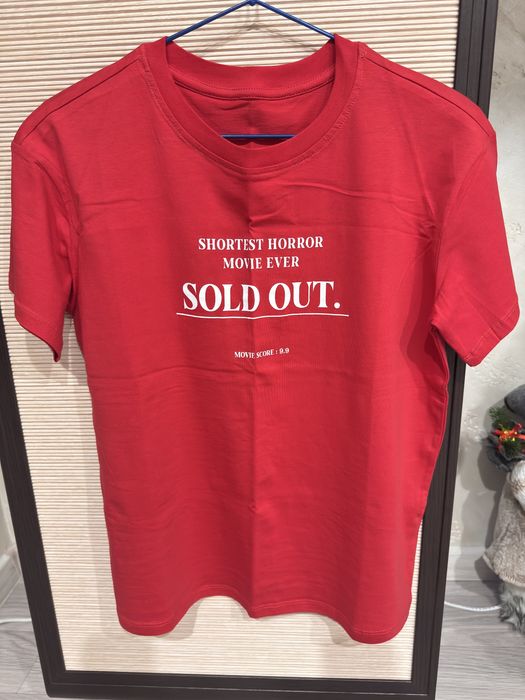 SHORTEST HORROR
MOVIE EVER
SOLD OUT.
MOVIE SCORE : 9.9